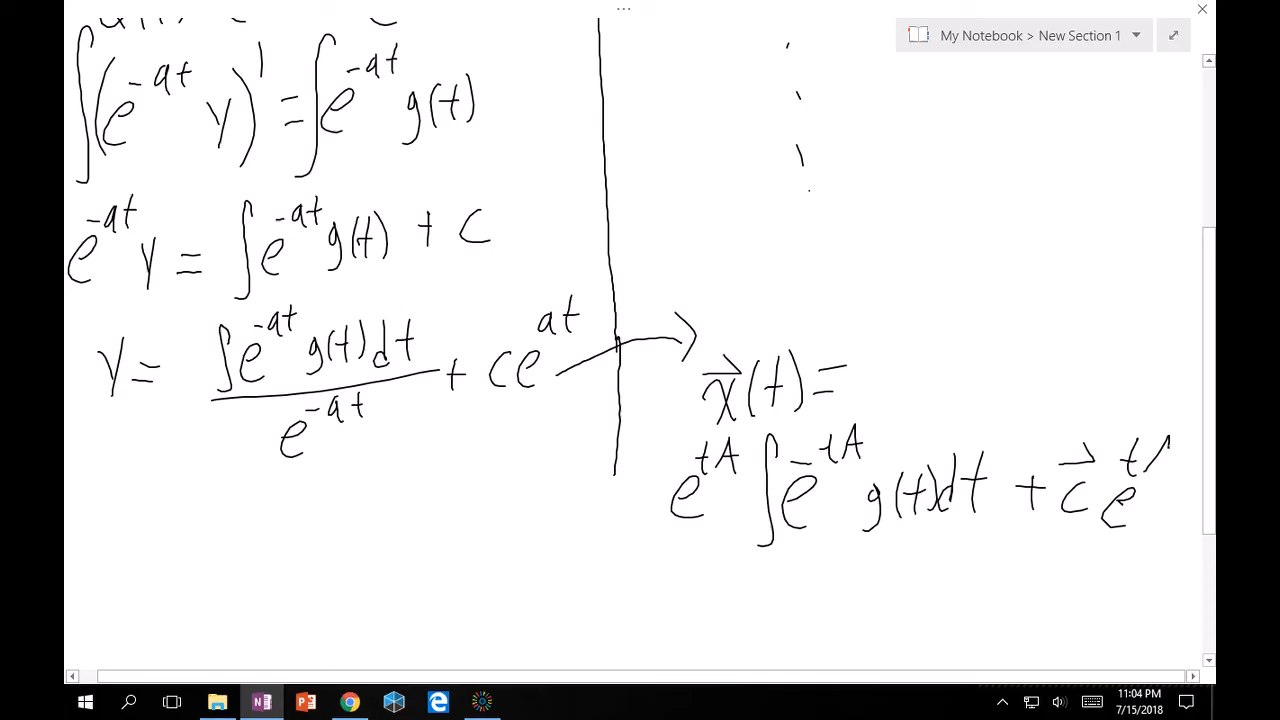 My Notebook > New Section 1
∫(e^{-at} y)' = ∫e^{-at} g(t)
e^{-at} y = ∫e^{-at} g(t) + c
y = ∫e^{-at} g(t)dt / e^{-at} + ce^{at}
x⃗(t) =
e^{tA} ∫e^{-tA} g(t)dt + c⃗ e^{t
11:04 PM
7/15/2018